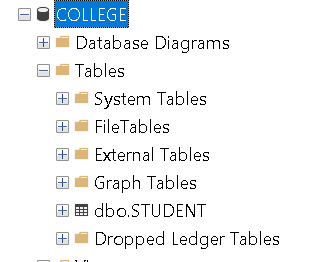 COLLEGE
Database Diagrams
Tables
System Tables
FileTables
External Tables
Graph Tables
dbo.STUDENT
Dropped Ledger Tables